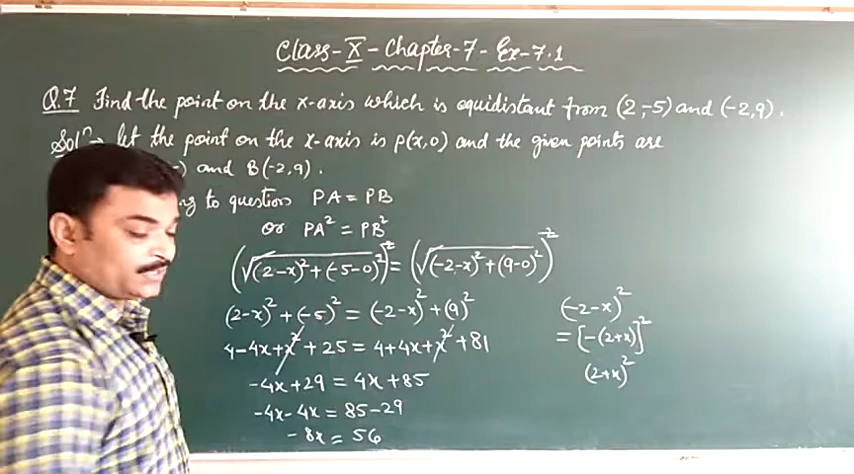 Class-X-Chapter-7-Ex-7.1
Q.7 Find the point on the x-axis which is equidistant from (2,-5) and (-2,9).
Solⁿ→ let the point on the x-axis is P(x,0) and the given points are
) and B(-2,9).
to question PA = PB
or PA² = PB²
(√(2-x)²+(-5-0)²)² = (√(-2-x)²+(9-0)²)²
(2-x)²+(-5)² = (-2-x)²+(9)²
4-4x+x²+25 = 4+4x+x²+81
-4x+29 = 4x+85
-4x-4x = 85-29
-8x = 56
(-2-x)²
=[-(2+x)]²
(2+x)²